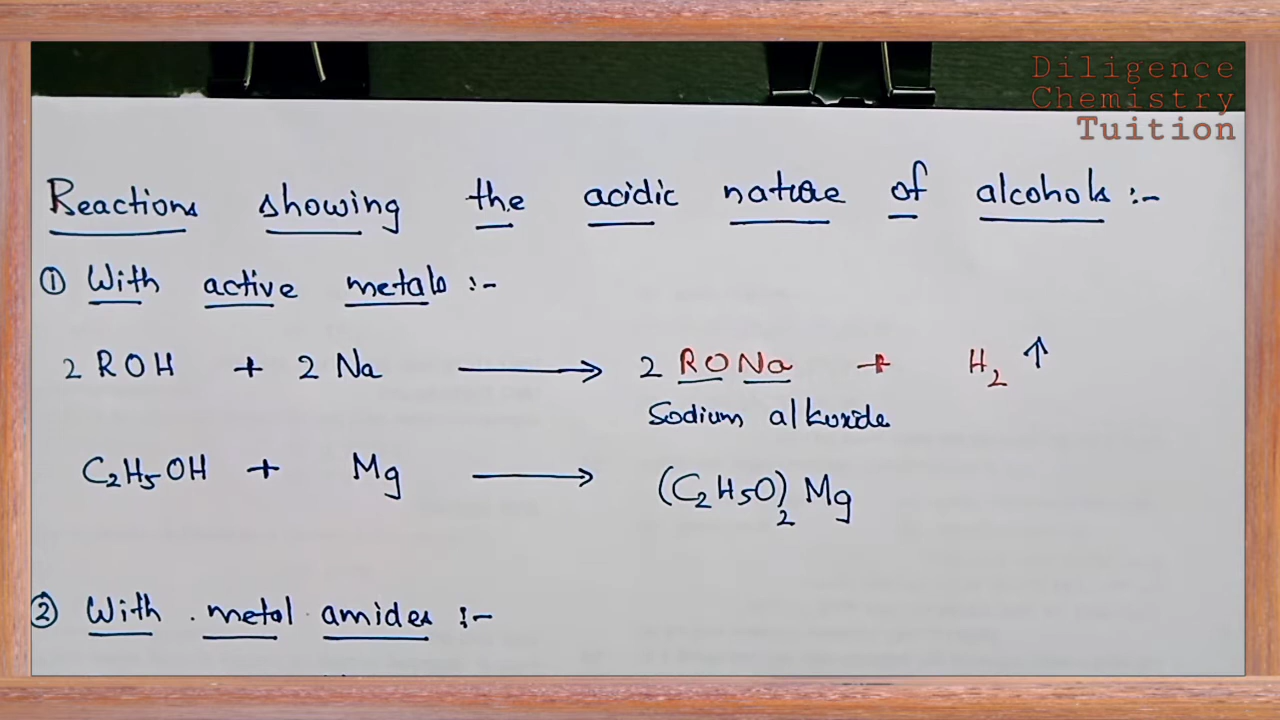 Diligence
Chemistry
Tuition
Reactions showing the acidic nature of alcohols :-
① With active metals :-
2 ROH + 2 Na ⟶ 2 RONa + H₂ ↑
Sodium alkoxide
C₂H₅OH + Mg ⟶ (C₂H₅O)₂ Mg
② With metal amides :-